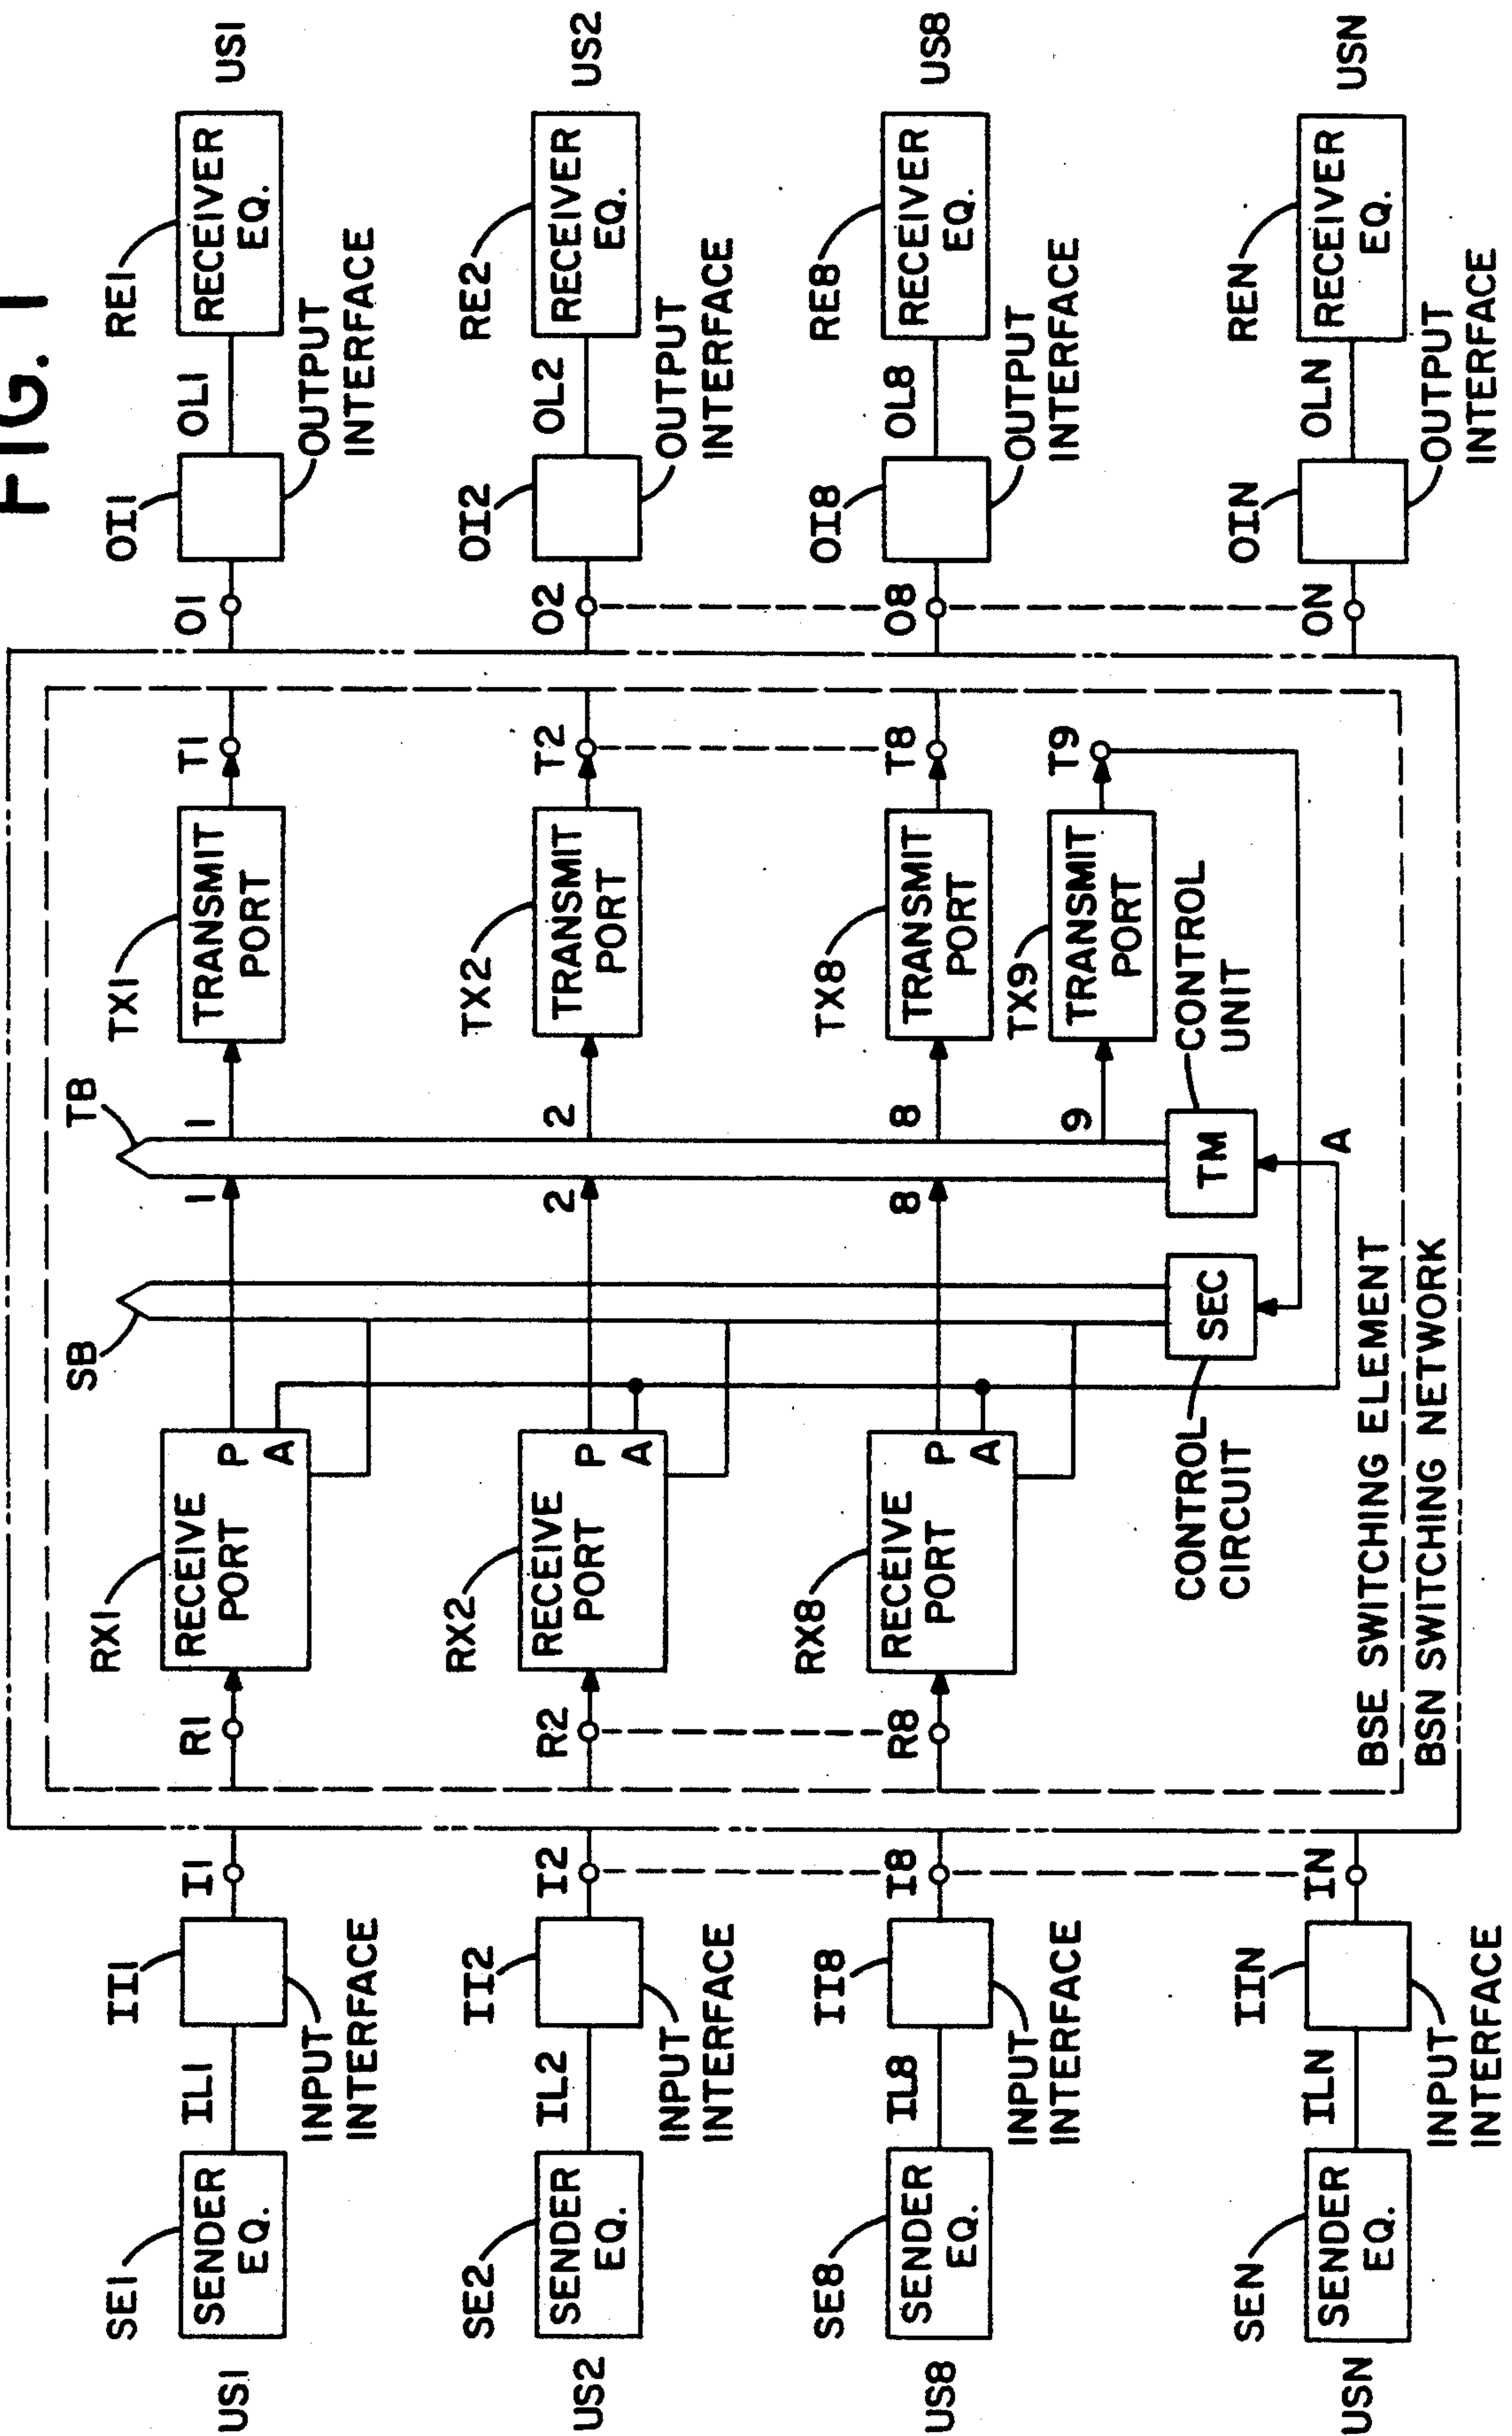 FIG. 1
US1
SE1
SENDER
EQ.
IL1
II1
INPUT
INTERFACE
I1
R1
RX1
RECEIVE
PORT
P
A
SB
1
TB
1
TX1
TRANSMIT
PORT
T1
O1
OI1
OUTPUT
INTERFACE
OL1
RE1
RECEIVER
EQ.
US1
US2
SE2
SENDER
EQ.
IL2
II2
INPUT
INTERFACE
I2
R2
RX2
RECEIVE
PORT
P
A
2
2
TX2
TRANSMIT
PORT
T2
O2
OI2
OUTPUT
INTERFACE
OL2
RE2
RECEIVER
EQ.
US2
US8
SE8
SENDER
EQ.
IL8
II8
INPUT
INTERFACE
I8
R8
RX8
RECEIVE
PORT
P
A
8
8
TX8
TRANSMIT
PORT
T8
O8
OI8
OUTPUT
INTERFACE
OL8
RE8
RECEIVER
EQ.
US8
9
TX9
TRANSMIT
PORT
T9
CONTROL
CIRCUIT
SEC
TM
CONTROL
UNIT
A
BSE SWITCHING ELEMENT
BSN SWITCHING NETWORK
USN
SEN
SENDER
EQ.
ILN
IIN
INPUT
INTERFACE
IN
ON
OIN
OUTPUT
INTERFACE
OLN
REN
RECEIVER
EQ.
USN